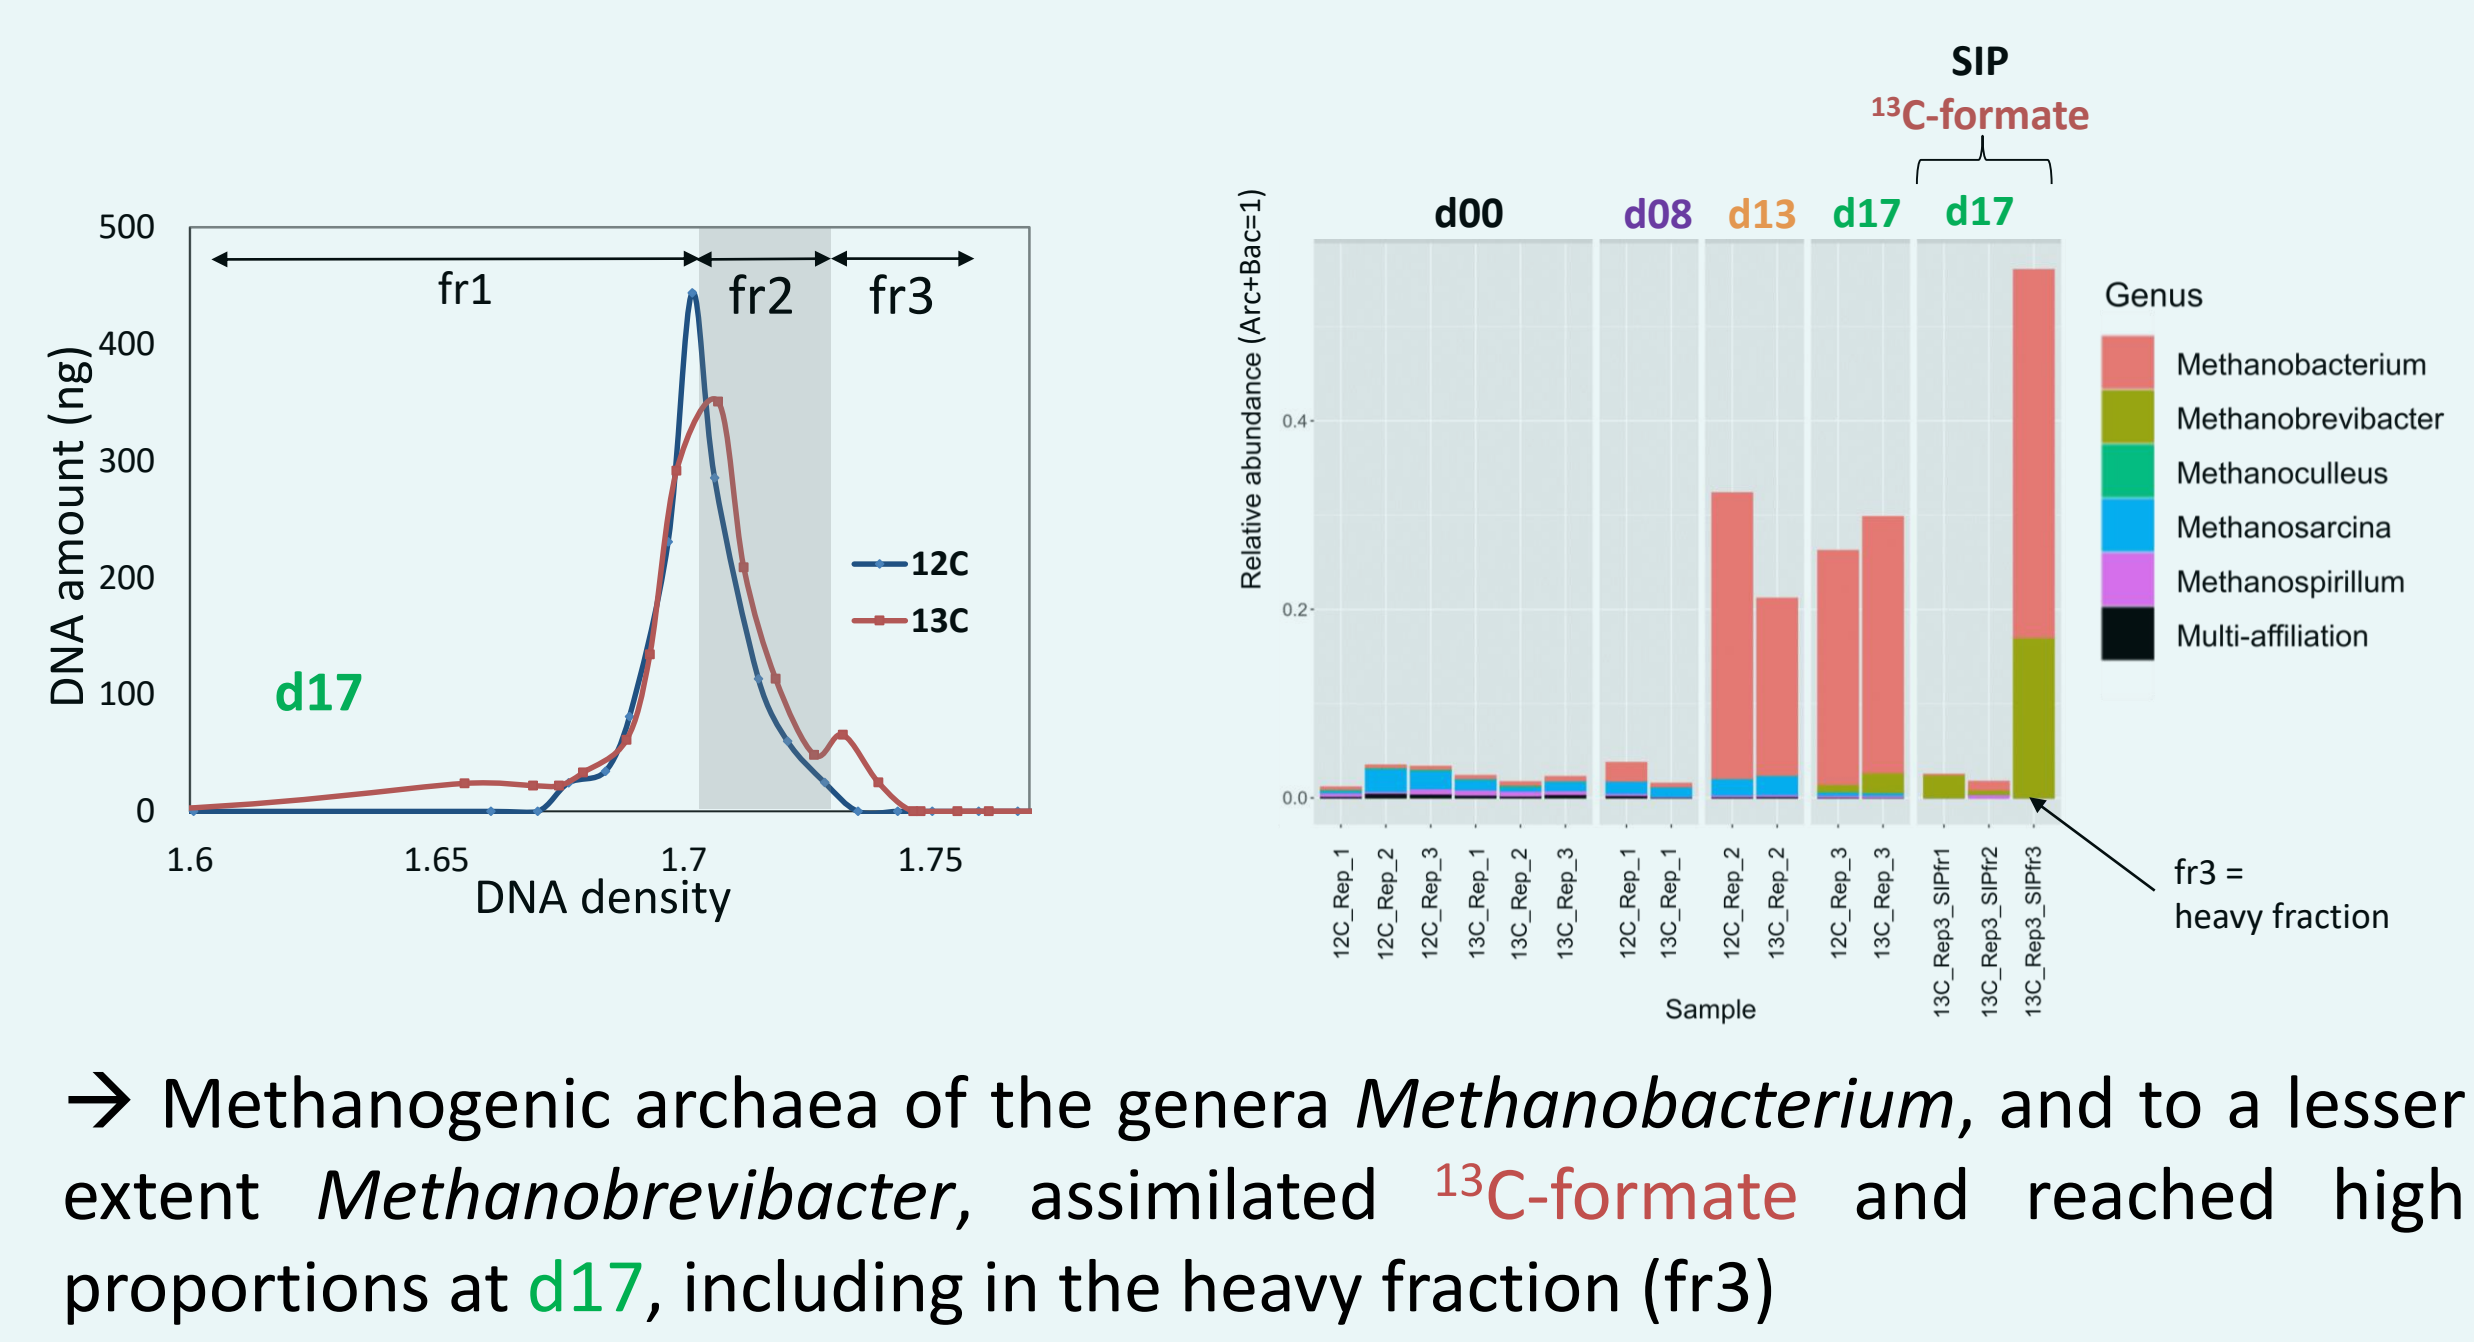 500
400
300
200
100
0
DNA amount (ng)
fr1
fr2
fr3
12C
13C
d17
1.6
1.65
1.7
1.75
DNA density
SIP
¹³C-formate
d00
d08
d13
d17
d17
Relative abundance (Arc+Bac=1)
0.4
0.2
0.0
12C_Rep_1
12C_Rep_2
12C_Rep_3
13C_Rep_1
13C_Rep_2
13C_Rep_3
12C_Rep_1
13C_Rep_1
12C_Rep_2
13C_Rep_2
12C_Rep_3
13C_Rep_3
13C_Rep3_SIPfr1
13C_Rep3_SIPfr2
13C_Rep3_SIPfr3
Sample
Genus
Methanobacterium
Methanobrevibacter
Methanoculleus
Methanosarcina
Methanospirillum
Multi-affiliation
fr3 =
heavy fraction
→ Methanogenic archaea of the genera Methanobacterium, and to a lesser
extent Methanobrevibacter, assimilated ¹³C-formate and reached high
proportions at d17, including in the heavy fraction (fr3)